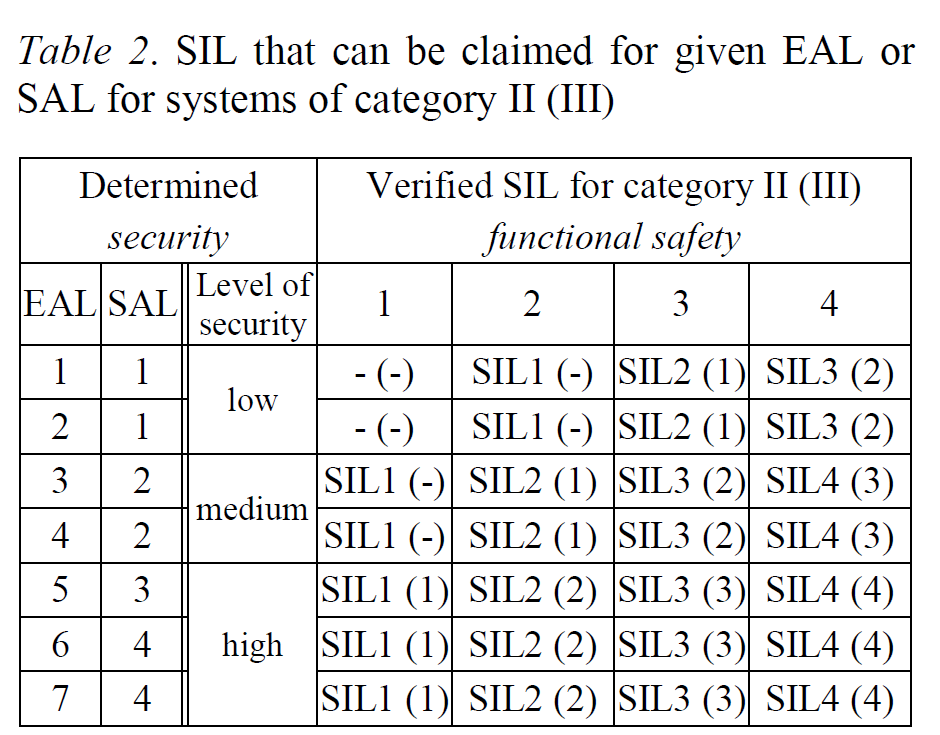 Table 2. SIL that can be claimed for given EAL or
SAL for systems of category II (III)
Determined Verified SIL for category II (III)
security functional safety
EAL SAL Level of security 1 2 3 4
1 1 low - (-) SIL1 (-) SIL2 (1) SIL3 (2)
2 1 - (-) SIL1 (-) SIL2 (1) SIL3 (2)
3 2 medium SIL1 (-) SIL2 (1) SIL3 (2) SIL4 (3)
4 2 SIL1 (-) SIL2 (1) SIL3 (2) SIL4 (3)
5 3 high SIL1 (1) SIL2 (2) SIL3 (3) SIL4 (4)
6 4 SIL1 (1) SIL2 (2) SIL3 (3) SIL4 (4)
7 4 SIL1 (1) SIL2 (2) SIL3 (3) SIL4 (4)